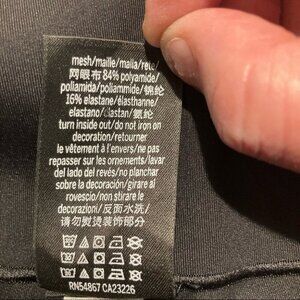 mesh/maille/malla/rete/
网眼布 84% polyamide/
poliamida/poliammide/锦纶
16% elastane/élasthanne/
elastano/elastan/氨纶
turn inside out/do not iron on
decoration/retourner
le vêtement à l'envers/ne pas
repasser sur les ornements/lavar
del lado del revés/no planchar
sobre la decoración/girare al
rovescio/non stirare le
decorazioni/反面水洗/
请勿熨烫装饰部分
RN54867 CA23226